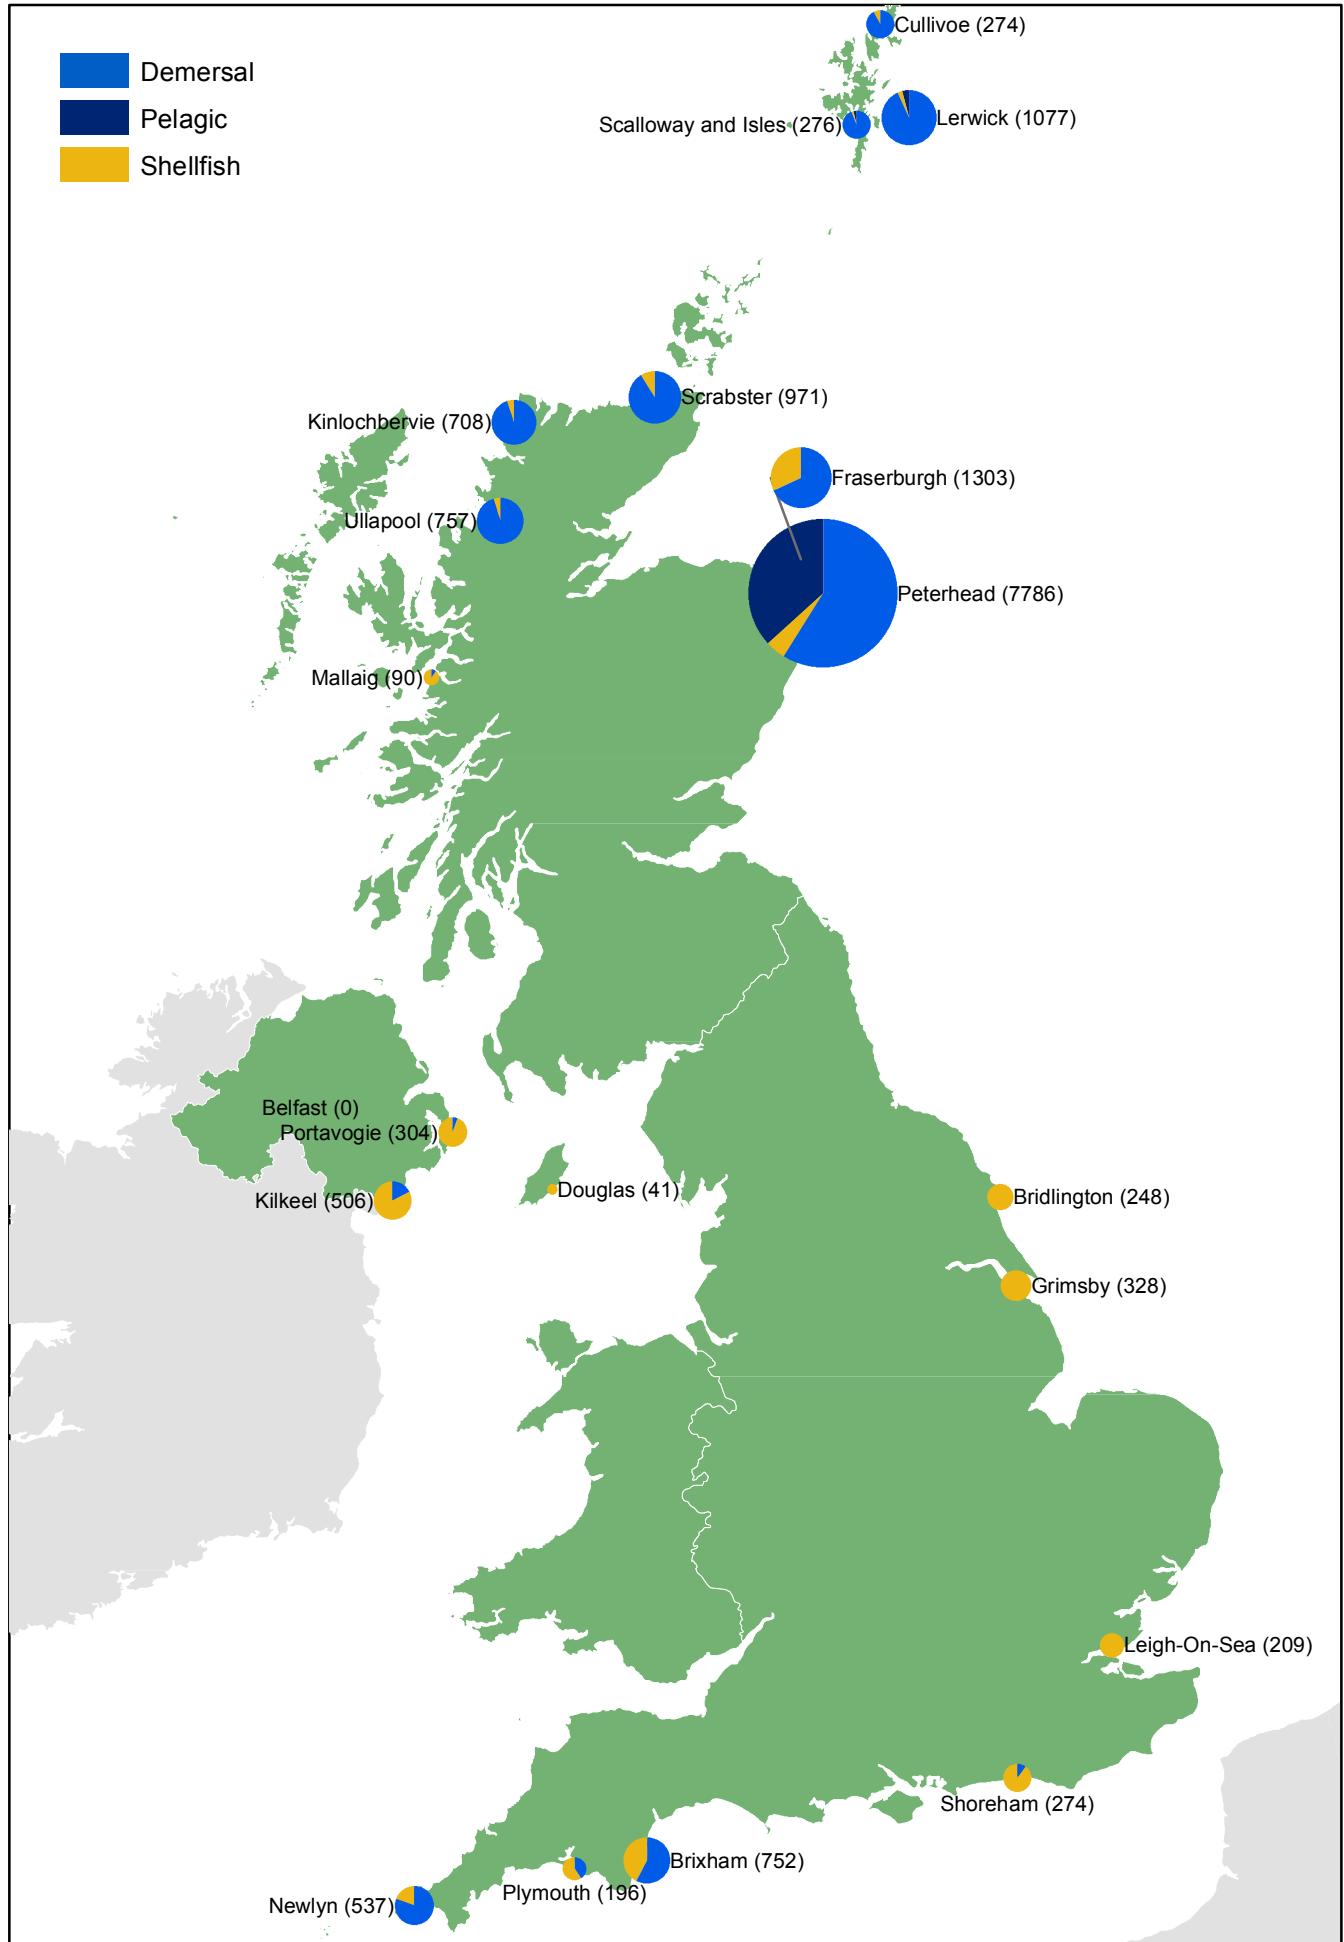 Cullivoe (274)
Demersal
Pelagic
Shellfish
Lerwick (1077)
Scalloway and Isles (276)
Scrabster (971)
Kinlochbervie (708)
Fraserburgh (1303)
Ullapool (757)
Peterhead (7786)
Mallaig (90)
Belfast (0)
Portavogie (304)
Douglas (41)
Bridlington (248)
Kilkeel (506)
Grimsby (328)
Leigh-On-Sea (209)
Shoreham (274)
Brixham (752)
Plymouth (196)
Newlyn (537)